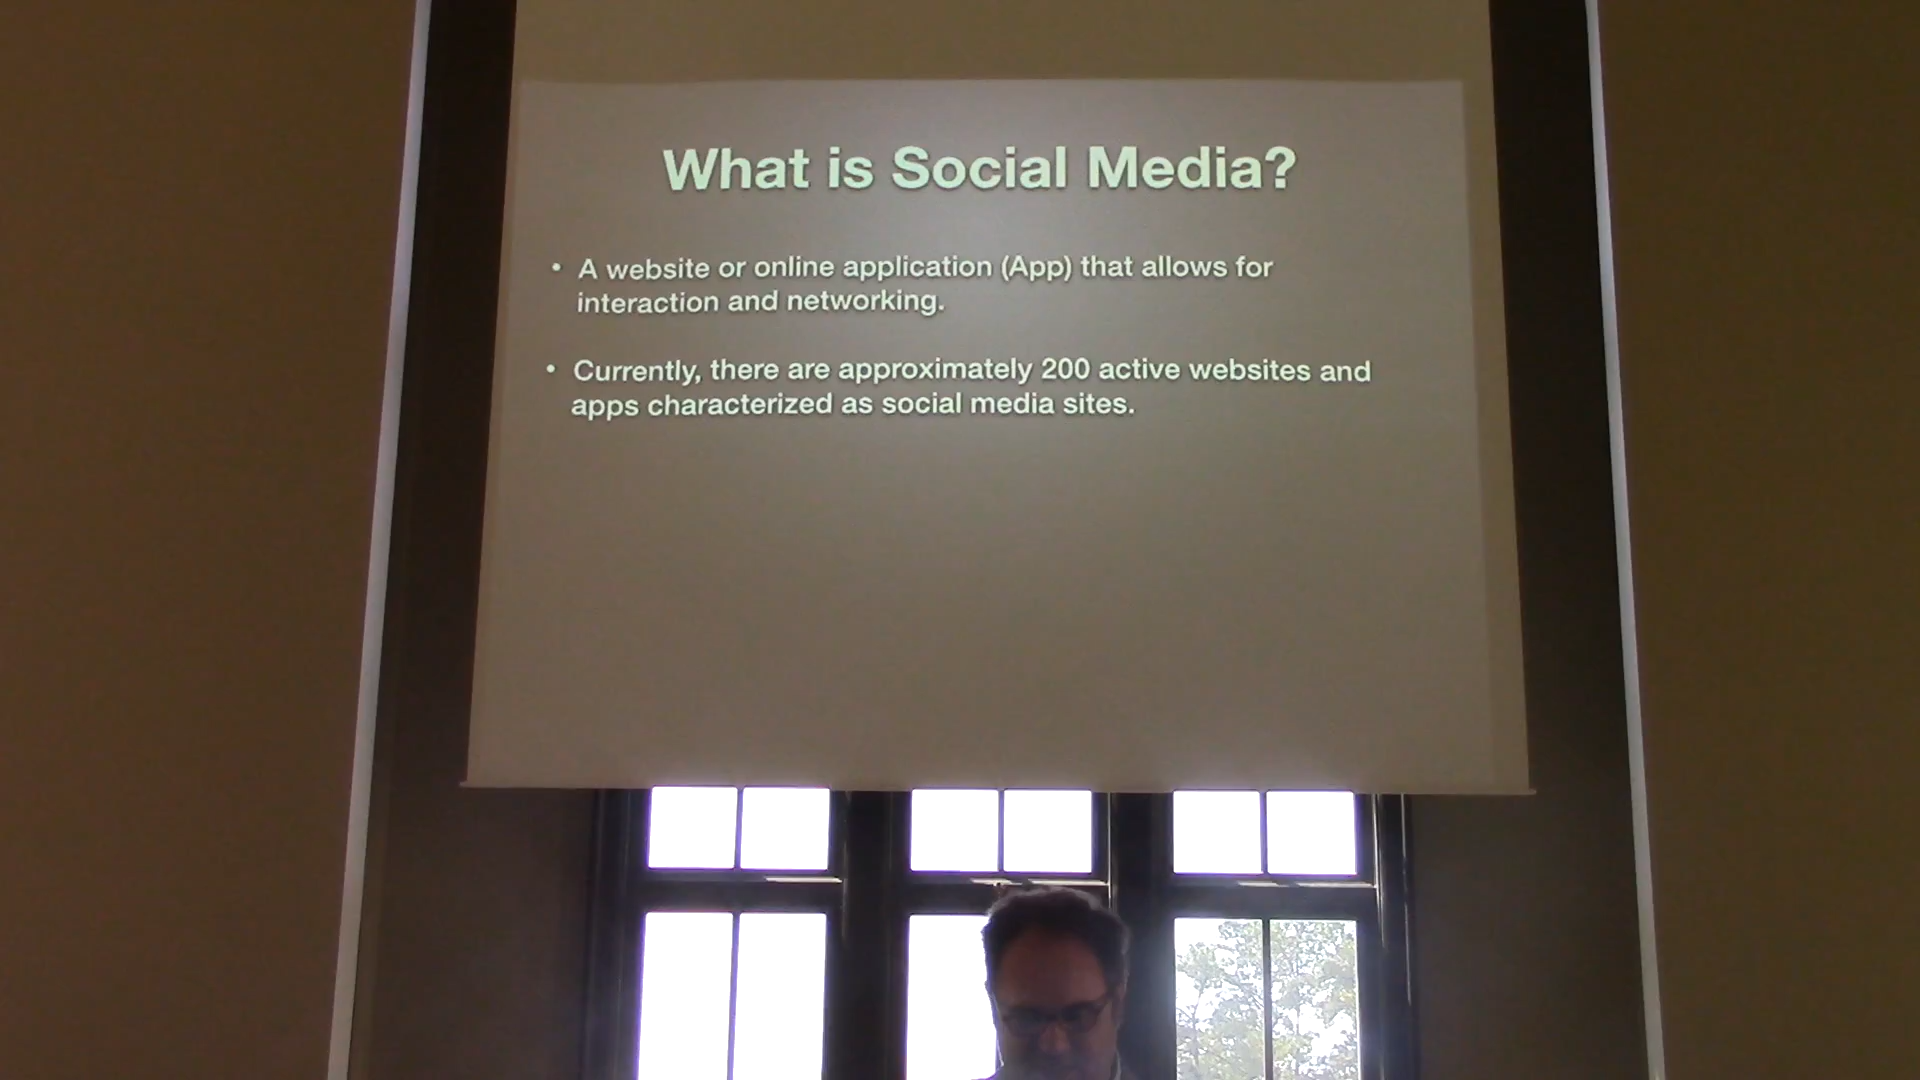 What is Social Media?
• A website or online application (App) that allows for
interaction and networking.
• Currently, there are approximately 200 active websites and
apps characterized as social media sites.